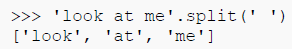 >>> 'look at me'.split(' ')
['look', 'at', 'me']